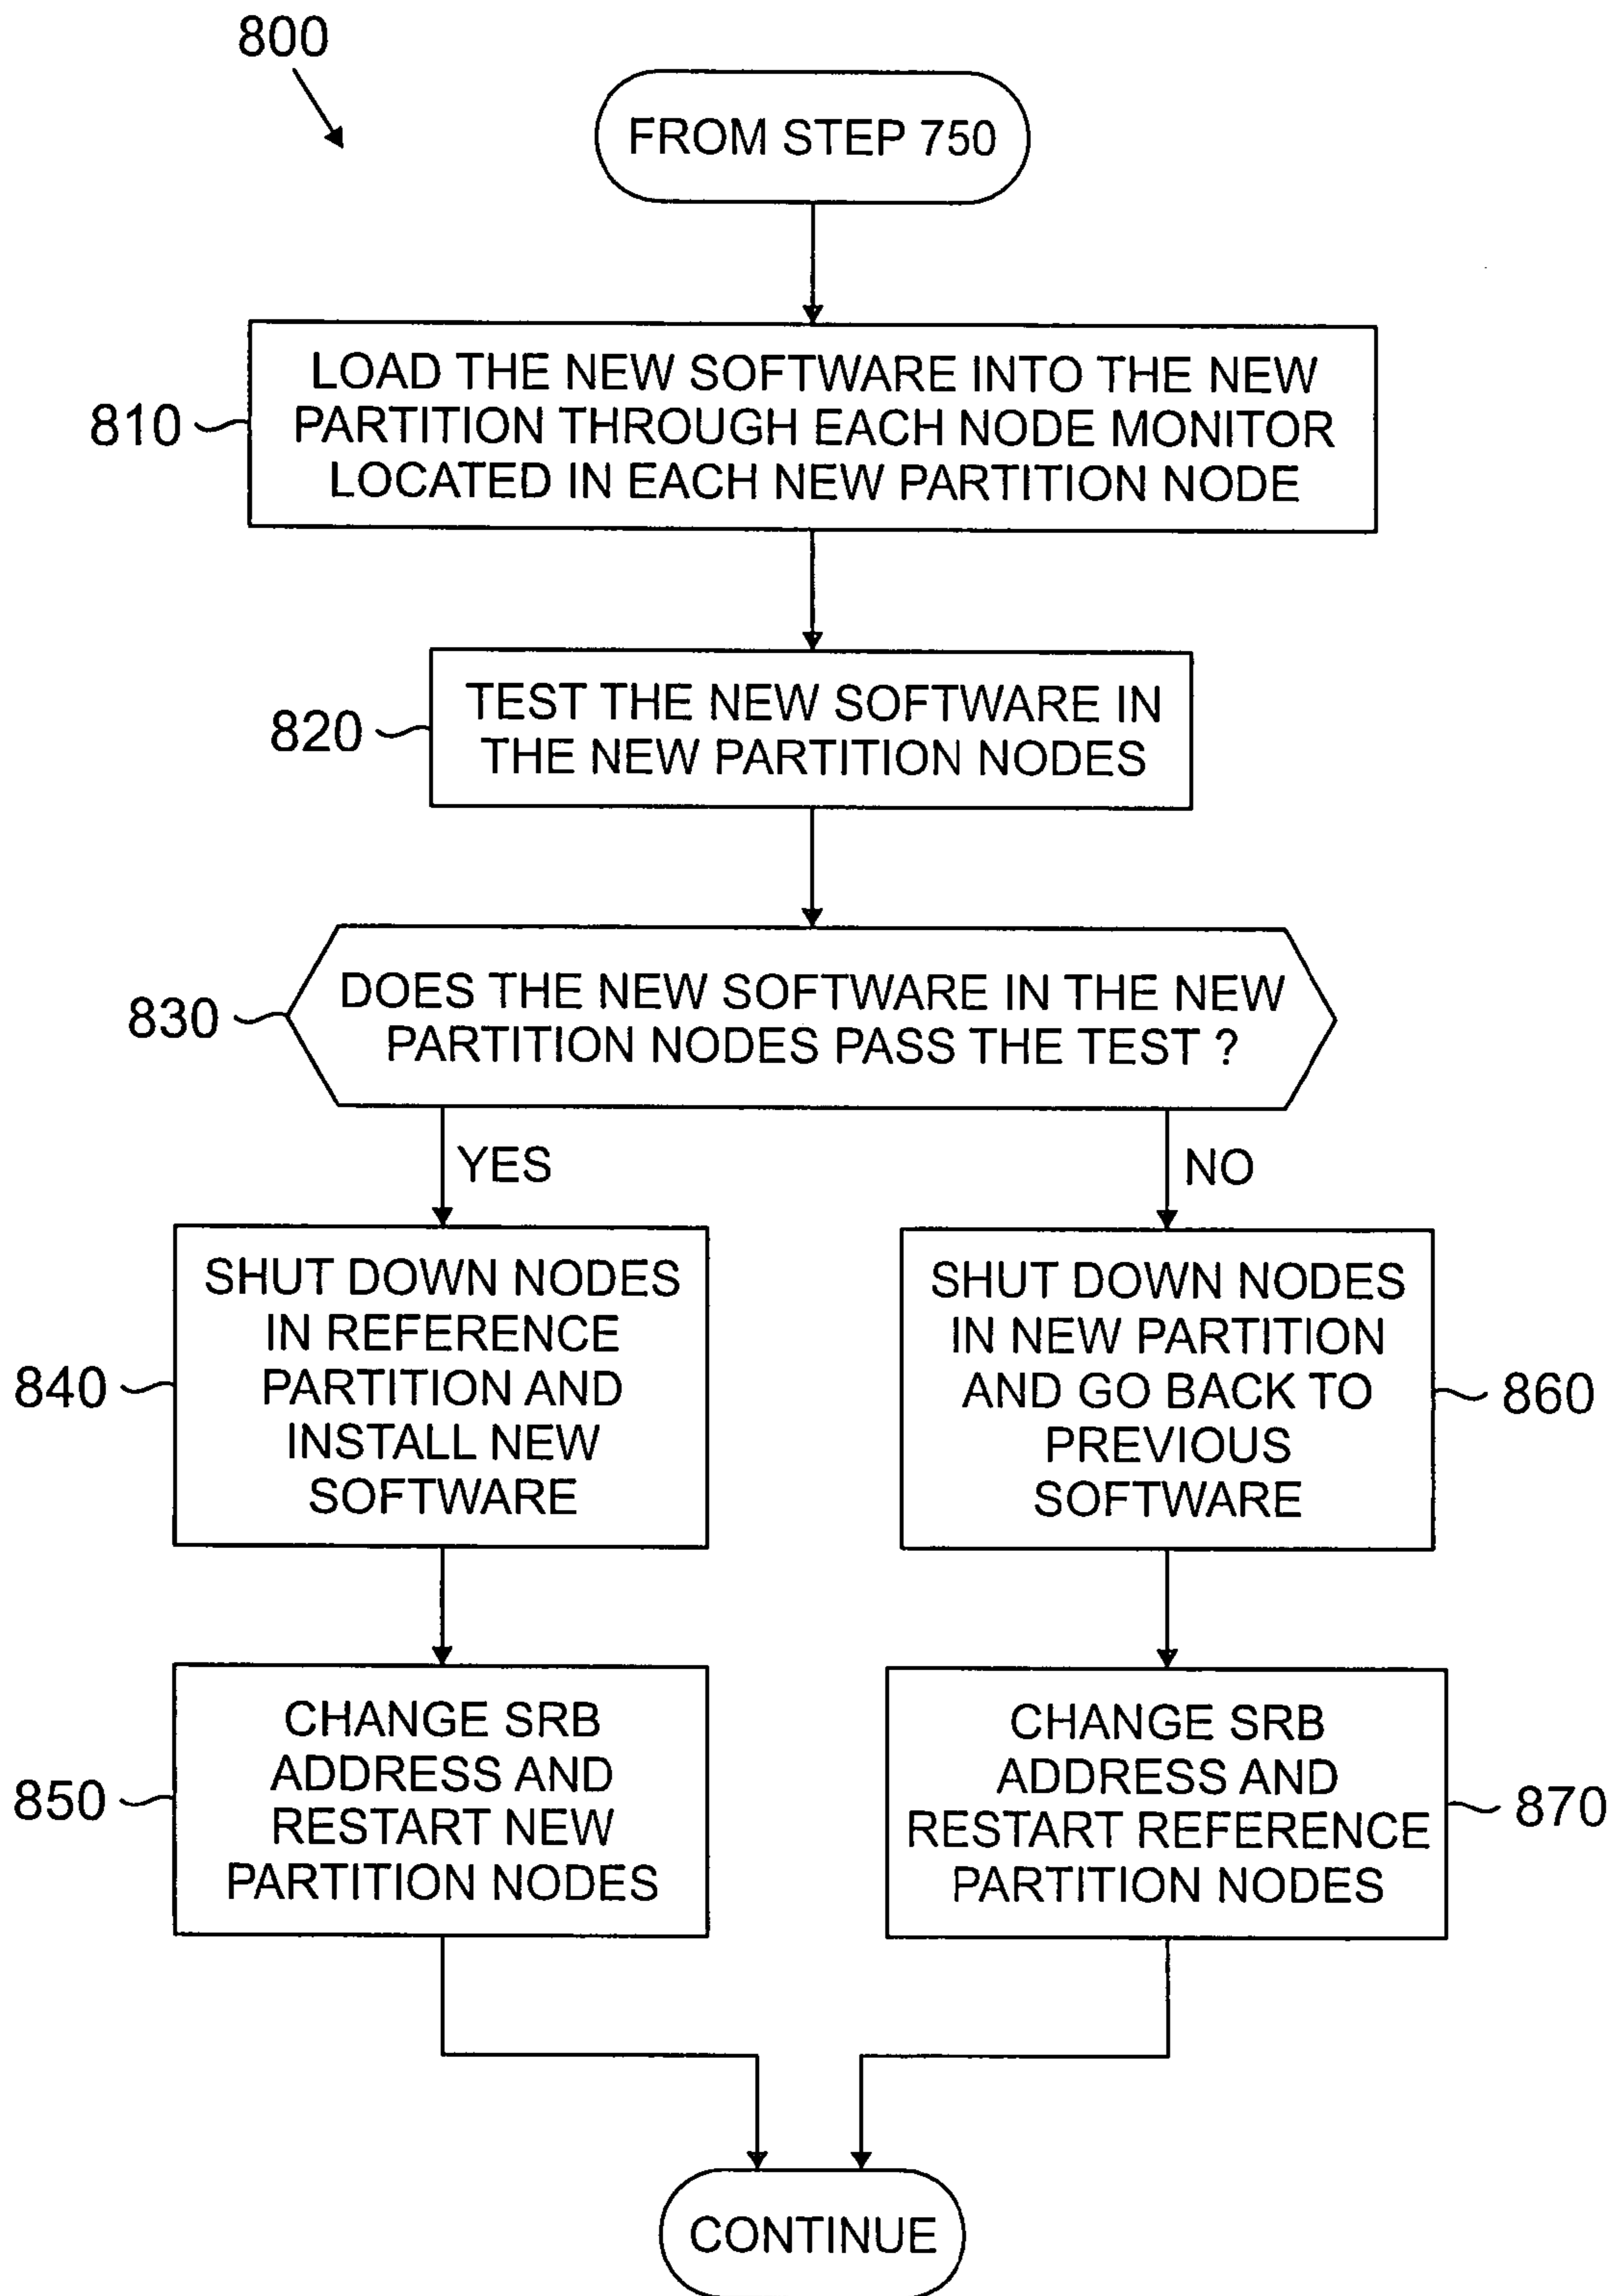 800
FROM STEP 750
LOAD THE NEW SOFTWARE INTO THE NEW
PARTITION THROUGH EACH NODE MONITOR
LOCATED IN EACH NEW PARTITION NODE
810
TEST THE NEW SOFTWARE IN
THE NEW PARTITION NODES
820
DOES THE NEW SOFTWARE IN THE NEW
PARTITION NODES PASS THE TEST ?
830
YES
NO
SHUT DOWN NODES
IN REFERENCE
PARTITION AND
INSTALL NEW
SOFTWARE
840
SHUT DOWN NODES
IN NEW PARTITION
AND GO BACK TO
PREVIOUS
SOFTWARE
860
CHANGE SRB
ADDRESS AND
RESTART NEW
PARTITION NODES
850
CHANGE SRB
ADDRESS AND
RESTART REFERENCE
PARTITION NODES
870
CONTINUE